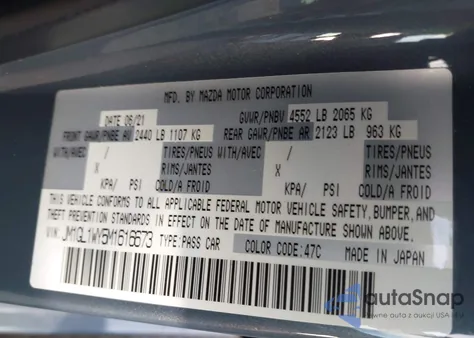 MFD. BY MAZDA MOTOR CORPORATION
DATE 06/21 GVWR/PNBV 4552 LB 2065 KG
FRONT GAWR/PNBE AV 2440 LB 1107 KG REAR GAWR/PNBE AR 2123 LB 963 KG
WITH/AVEC / TIRES/PNEUS WITH/AVEC / TIRES/PNEUS
X RIMS/JANTES X RIMS/JANTES
KPA/ PSI COLD/A FROID KPA/ PSI COLD/A FROID
THIS VEHICLE CONFORMS TO ALL APPLICABLE FEDERAL MOTOR VEHICLE SAFETY, BUMPER, AND
THEFT PREVENTION STANDARDS IN EFFECT ON THE DATE OF MANUFACTURE SHOWN ABOVE.
VIN: JM1GL1WY5M1616673 TYPE: PASS CAR COLOR CODE: 47C MADE IN JAPAN
autaSnap